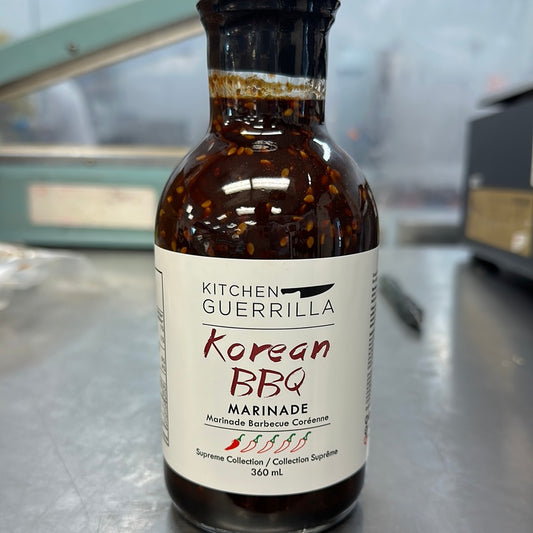 KITCHEN
GUERRILLA
Korean
BBQ
MARINADE
Marinade Barbecue Coréenne
Supreme Collection / Collection Suprême
360 mL